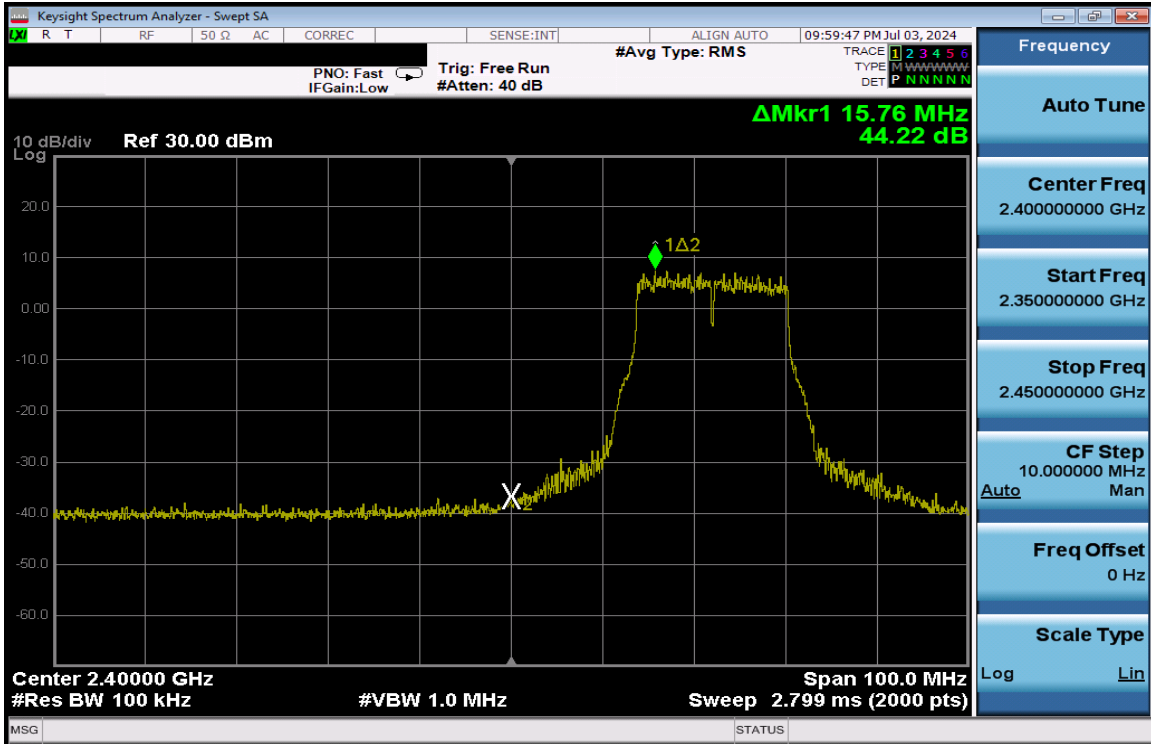 Keysight Spectrum Analyzer - Swept SA
LXI R T RF 50 Ω AC CORREC SENSE:INT ALIGN AUTO 09:59:47 PM Jul 03, 2024
Frequency
#Avg Type: RMS
TRACE 1 2 3 4 5 6
TYPE M W W W W W
DET P N N N N N
PNO: Fast
IFGain:Low
Trig: Free Run
#Atten: 40 dB
Auto Tune
ΔMkr1 15.76 MHz
44.22 dB
10 dB/div Ref 30.00 dBm
Log
20.0
10.0
0.00
-10.0
-20.0
-30.0
-40.0
-50.0
-60.0
1Δ2
X2
Center Freq
2.400000000 GHz
Start Freq
2.350000000 GHz
Stop Freq
2.450000000 GHz
CF Step
10.000000 MHz
Auto Man
Freq Offset
0 Hz
Scale Type
Log Lin
Center 2.40000 GHz Span 100.0 MHz
#Res BW 100 kHz #VBW 1.0 MHz Sweep 2.799 ms (2000 pts)
MSG STATUS